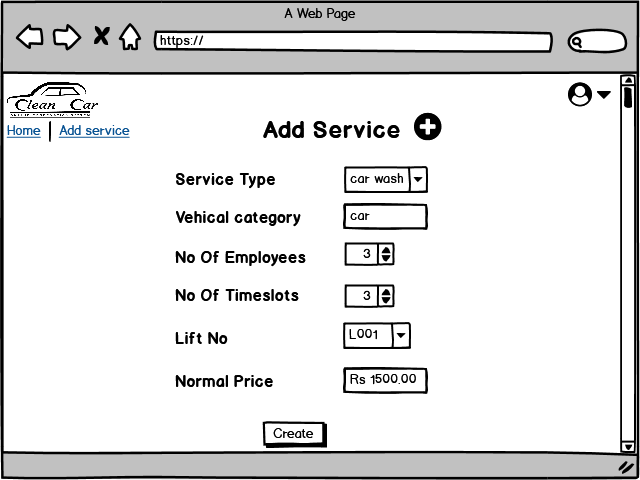 A Web Page
https://
Clean Car
Home | Add service
Add Service
Service Type car wash
Vehical category car
No Of Employees 3
No Of Timeslots 3
Lift No L001
Normal Price Rs 1500.00
Create